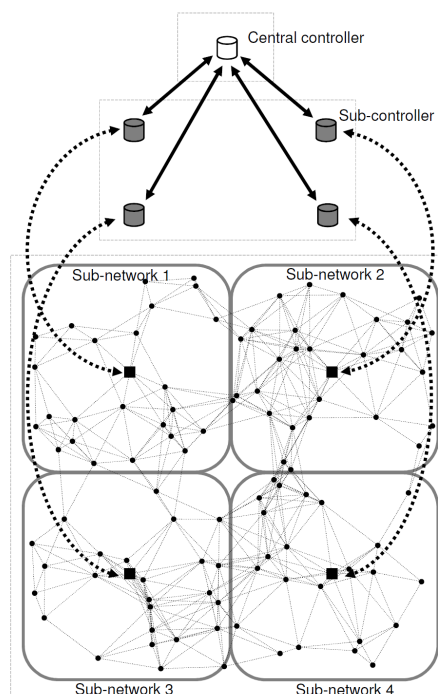 Central controller
Sub-controller
Sub-network 1
Sub-network 2
Sub-network 3
Sub-network 4